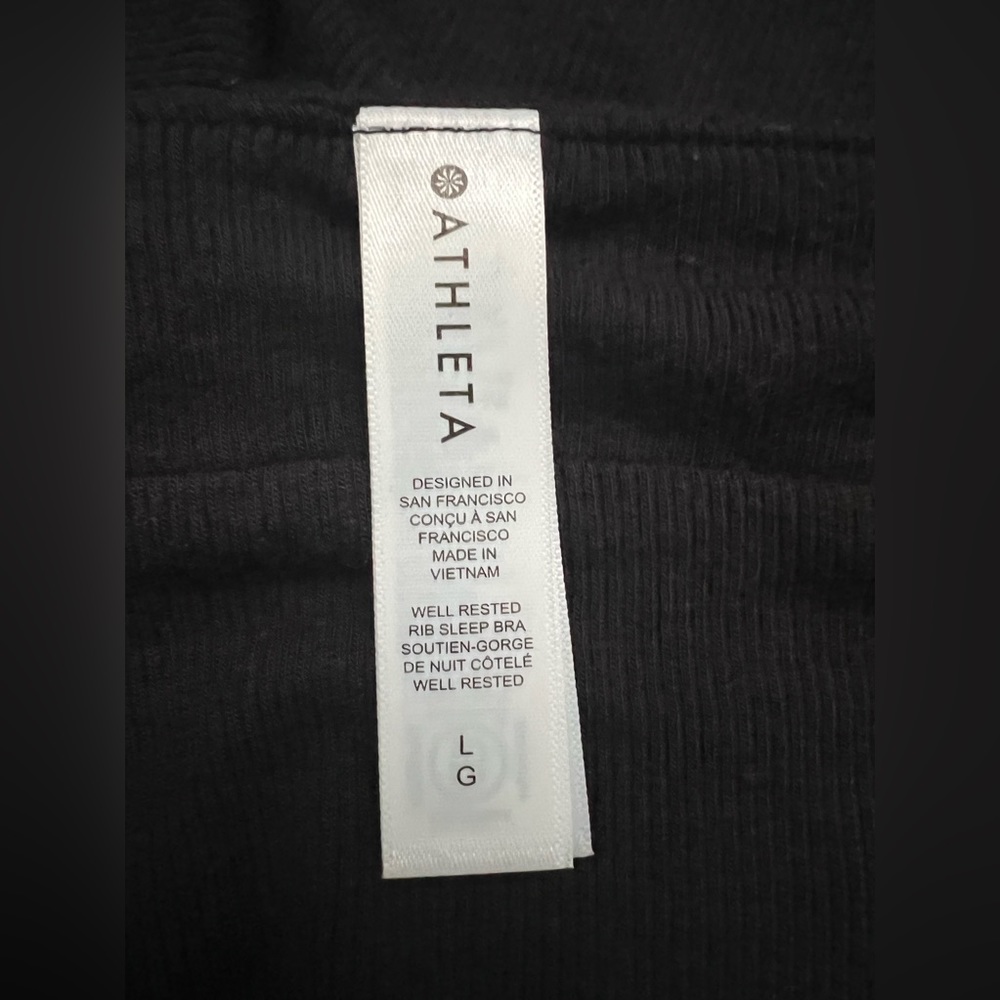 ATHLETA
DESIGNED IN
SAN FRANCISCO
CONÇU À SAN
FRANCISCO
MADE IN
VIETNAM
WELL RESTED
RIB SLEEP BRA
SOUTIEN-GORGE
DE NUIT CÔTELÉ
WELL RESTED
L
G